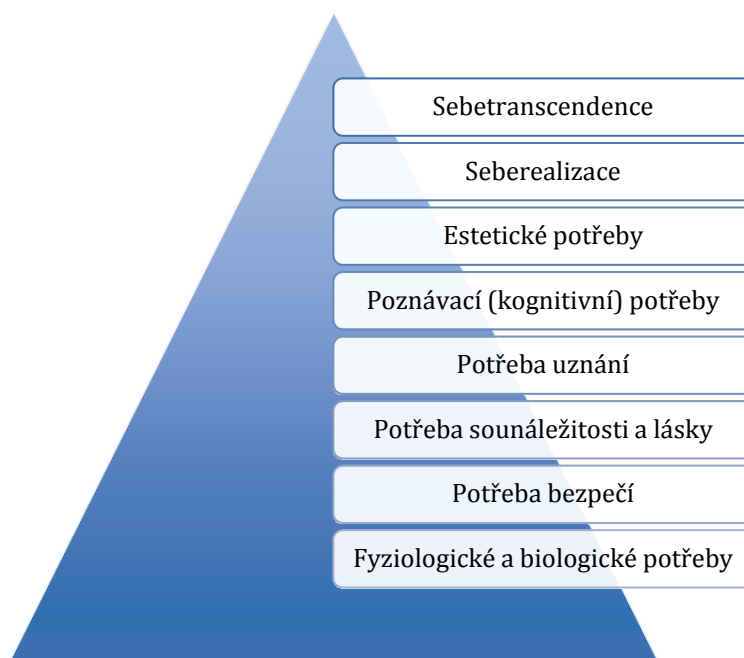 Sebetranscendence
Seberealizace
Estetické potřeby
Poznávací (kognitivní) potřeby
Potřeba uznání
Potřeba sounáležitosti a lásky
Potřeba bezpečí
Fyziologické a biologické potřeby